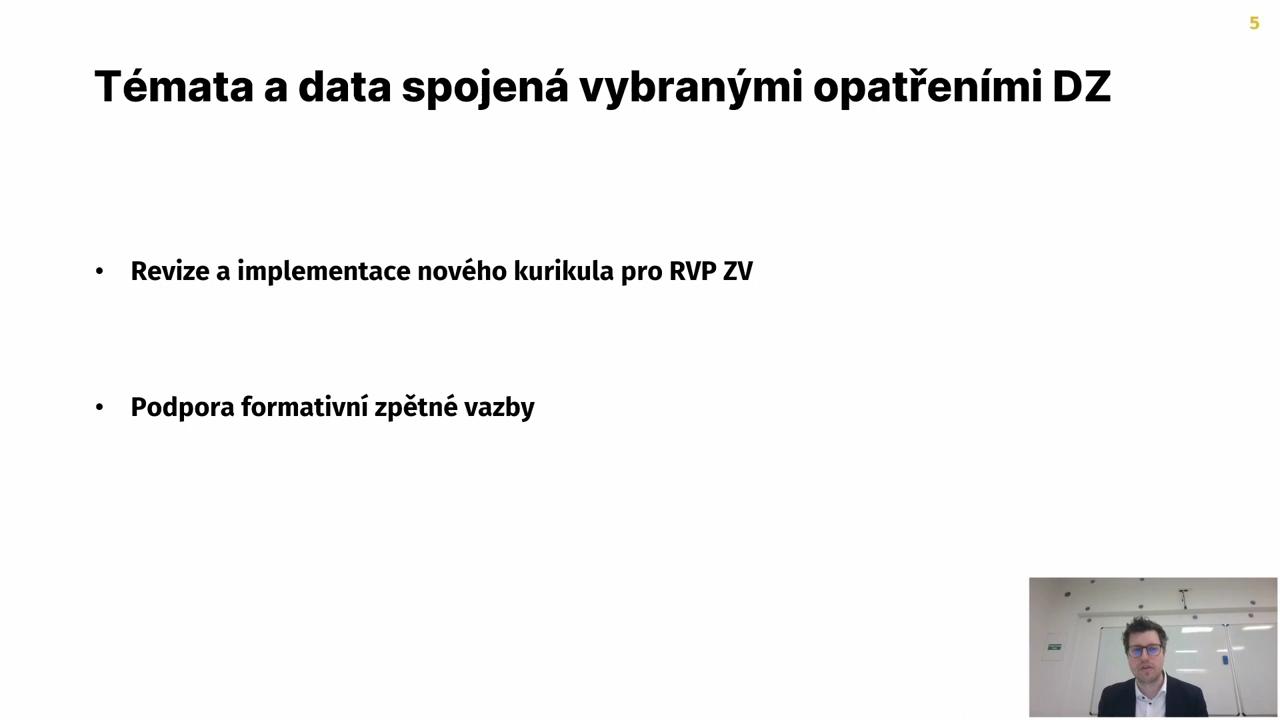 5
Témata a data spojená vybranými opatřeními DZ
• Revize a implementace nového kurikula pro RVP ZV
• Podpora formativní zpětné vazby